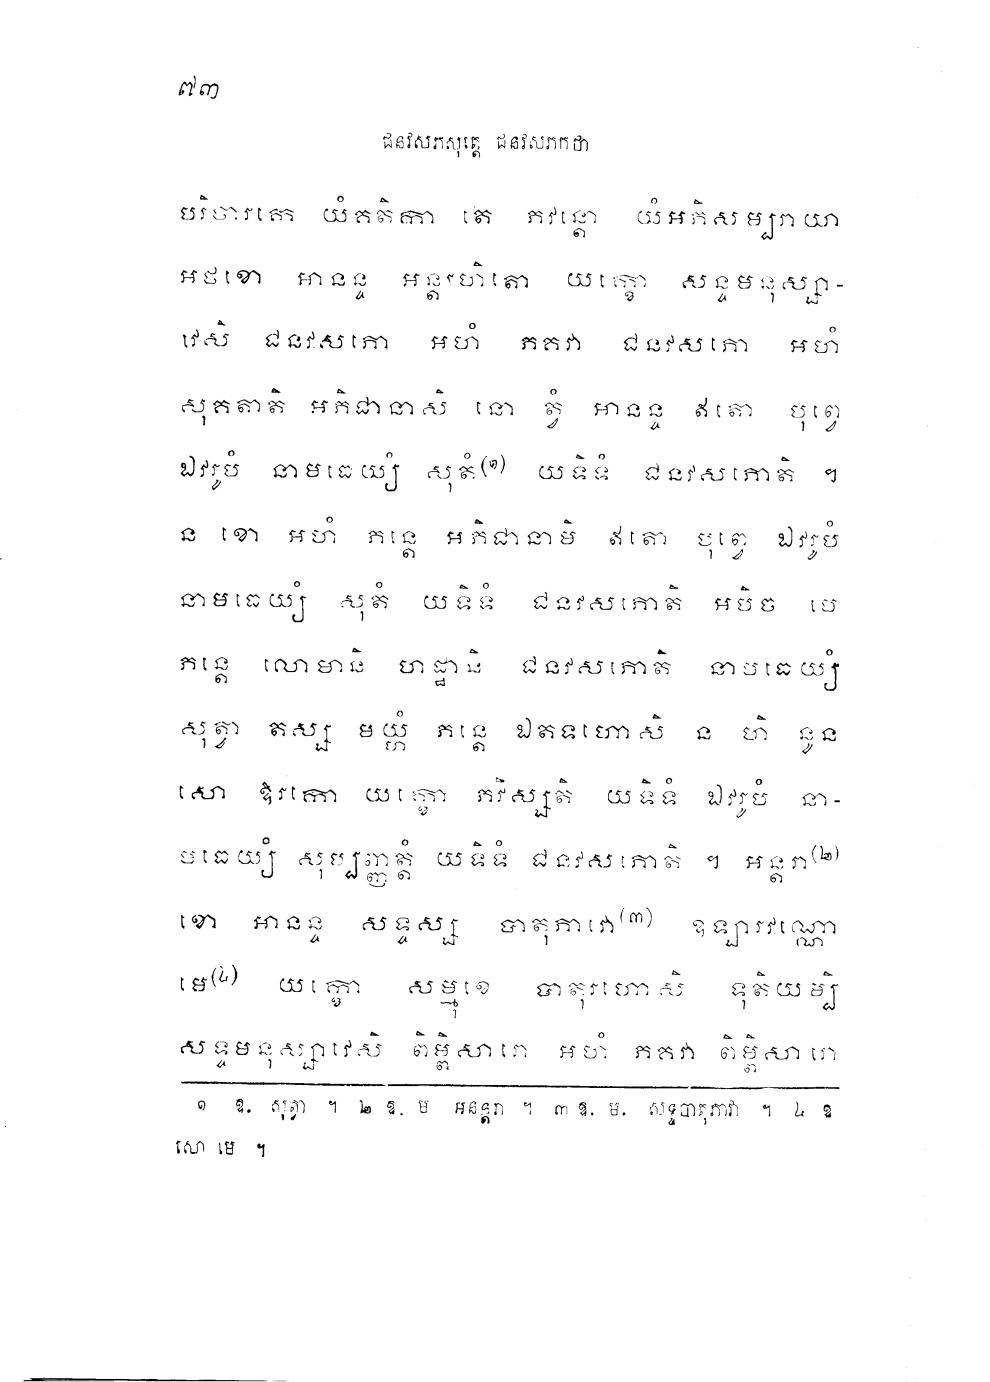 ៧៣
ជនវសភសុត្តេ ជនវសភកថា
បរិចារកេ យំគតិកា តេ ភវន្តោ យំអភិសម្បរាយា
អថខោ អានន្ទ អន្តរហិតោ យក្ខោ សទ្ទមនុស្សា-
វេសិ ជនវសភោ អហំ ភគវា ជនវសភោ អហំ
សុគតាតិ អភិជានាសិ នោ ត្វំ អានន្ទ ឥតោ បុព្វេ
ឯវរូបំ នាមធេយ្យំ សុតំ(១) យទិទំ ជនវសភោតិ ។
ន ខោ អហំ ភន្តេ អភិជានាមិ ឥតោ បុព្វេ ឯវរូបំ
នាមធេយ្យំ សុតំ យទិទំ ជនវសភោតិ អបិច មេ
ភន្តេ លោមានិ ហដ្ឋានិ ជនវសភោតិ នាមធេយ្យំ
សុត្វា តស្ស មយ្ហំ ភន្តេ ឯតទហោសិ ន ហិ នូន
សោ ឱរកោ យក្ខោ ភវិស្សតិ យទិទំ ឯវរូបំ នា-
មធេយ្យំ សុប្បញ្ញត្តំ យទិទំ ជនវសភោតិ ។ អន្តរា(២)
ខោ អានន្ទ សទ្ទស្ស បាតុភាវោ(៣) ឧឡ្ហារវណ្ណោ
មេ(៤) យក្ខោ សម្មុខេ បាតុរហោសិ ទុតិយម្បិ
សទ្ទមនុស្សាវេសិ ពិម្ពិសារោ អហំ ភគវា ពិម្ពិសារោ
១ ឱ. សុត្វា ។ ២ ឱ. ម អនន្តរា ។ ៣ ឱ. ម. សទ្ទបាតុភាវា ។ ៤ ឱ
សោ មេ ។